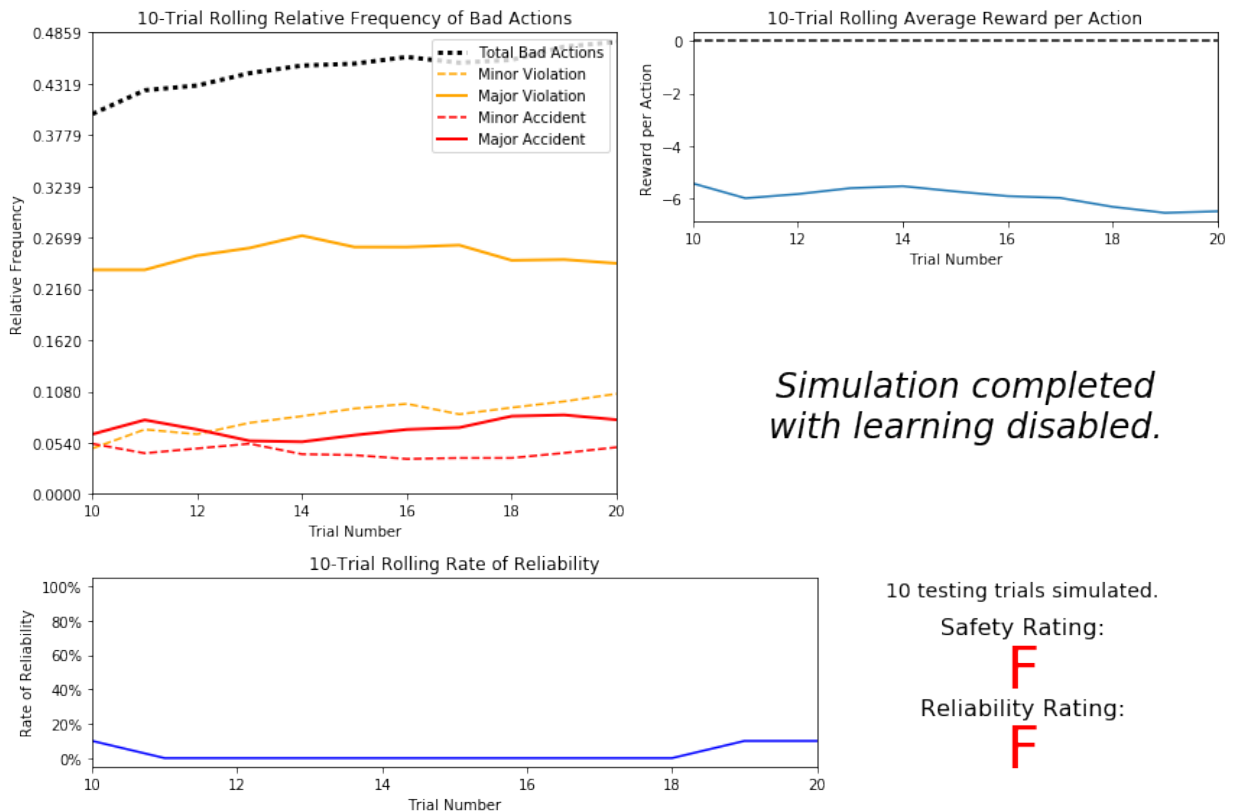 10-Trial Rolling Relative Frequency of Bad Actions
0.4859
0.4319
0.3779
0.3239
0.2699
0.2160
0.1620
0.1080
0.0540
0.0000
Relative Frequency
Total Bad Actions
Minor Violation
Major Violation
Minor Accident
Major Accident
10 12 14 16 18 20
Trial Number
10-Trial Rolling Average Reward per Action
0
−2
−4
−6
Reward per Action
10 12 14 16 18 20
Trial Number
Simulation completed
with learning disabled.
10-Trial Rolling Rate of Reliability
100%
80%
60%
40%
20%
0%
Rate of Reliability
10 12 14 16 18 20
Trial Number
10 testing trials simulated.
Safety Rating:
F
Reliability Rating:
F